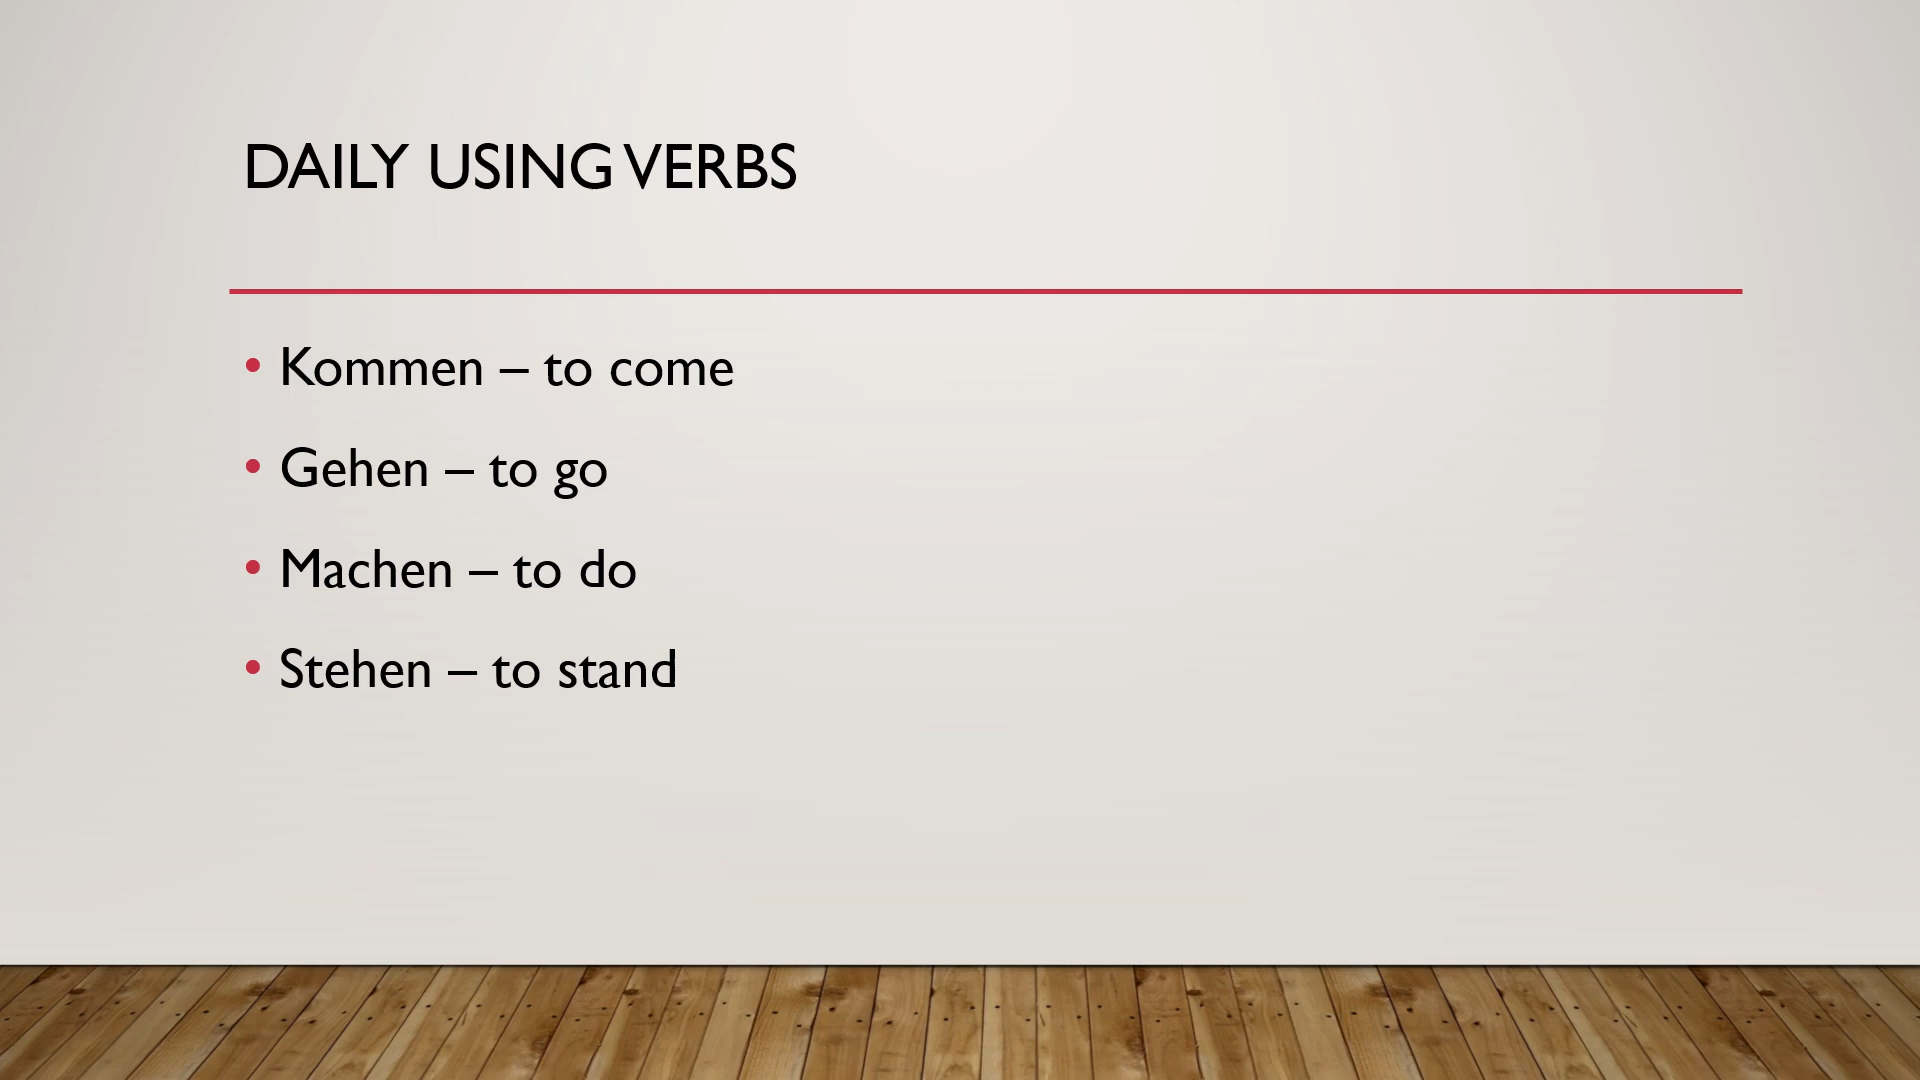 DAILY USING VERBS
• Kommen – to come
• Gehen – to go
• Machen – to do
• Stehen – to stand